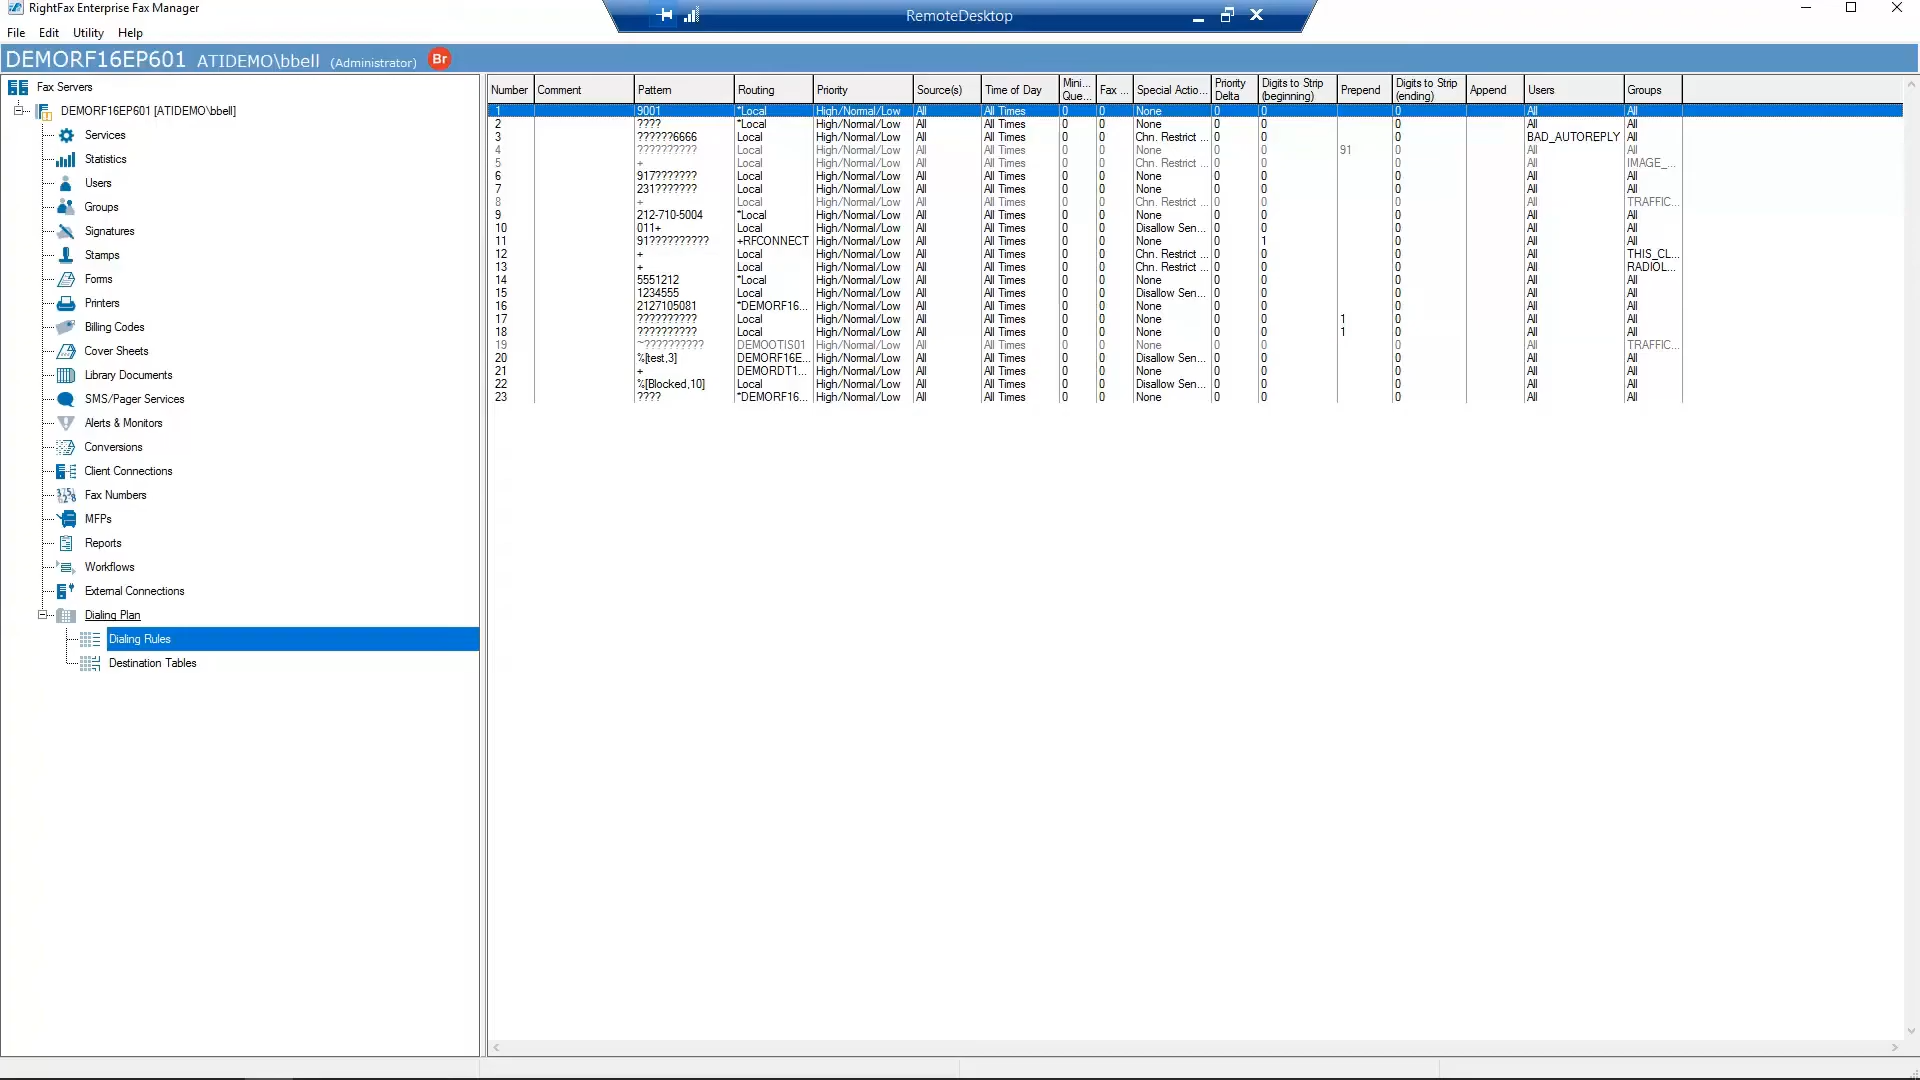 RightFax Enterprise Fax Manager
RemoteDesktop
File Edit Utility Help
DEMORF16EP601 ATIDEMO\bbell (Administrator) Br
Fax Servers
DEMORF16EP601 [ATIDEMO\bbell]
Services
Statistics
Users
Groups
Signatures
Stamps
Forms
Printers
Billing Codes
Cover Sheets
Library Documents
SMS/Pager Services
Alerts & Monitors
Conversions
Client Connections
Fax Numbers
MFPs
Reports
Workflows
External Connections
Dialing Plan
Dialing Rules
Destination Tables
Number Comment Pattern Routing Priority Source(s) Time of Day Mini... Que... Fax ... Special Actio... Priority Delta Digits to Strip (beginning) Prepend Digits to Strip (ending) Append Users Groups
1 9001 *Local High/Normal/Low All All Times 0 0 None 0 0 0 All All
2 ???? *Local High/Normal/Low All All Times 0 0 None 0 0 0 All All
3 ??????6666 Local High/Normal/Low All All Times 0 0 Chn. Restrict ... 0 0 0 BAD_AUTOREPLY All
4 ?????????? Local High/Normal/Low All All Times 0 0 None 0 0 91 0 All All
5 + Local High/Normal/Low All All Times 0 0 Chn. Restrict ... 0 0 0 All IMAGE_...
6 917??????? Local High/Normal/Low All All Times 0 0 None 0 0 0 All All
7 231??????? Local High/Normal/Low All All Times 0 0 None 0 0 0 All All
8 + Local High/Normal/Low All All Times 0 0 Chn. Restrict ... 0 0 0 All TRAFFIC...
9 212-710-5004 *Local High/Normal/Low All All Times 0 0 None 0 0 0 All All
10 011+ Local High/Normal/Low All All Times 0 0 Disallow Sen... 0 0 0 All All
11 91?????????? +RFCONNECT High/Normal/Low All All Times 0 0 None 0 1 0 All All
12 + Local High/Normal/Low All All Times 0 0 Chn. Restrict ... 0 0 0 All THIS_CL...
13 + Local High/Normal/Low All All Times 0 0 Chn. Restrict ... 0 0 0 All RADIOL...
14 5551212 *Local High/Normal/Low All All Times 0 0 None 0 0 0 All All
15 1234555 Local High/Normal/Low All All Times 0 0 Disallow Sen... 0 0 0 All All
16 2127105081 *DEMORF16... High/Normal/Low All All Times 0 0 None 0 0 0 All All
17 ?????????? Local High/Normal/Low All All Times 0 0 None 0 0 1 0 All All
18 ?????????? Local High/Normal/Low All All Times 0 0 None 0 0 1 0 All All
19 ~?????????? DEMOOTIS01 High/Normal/Low All All Times 0 0 None 0 0 0 All TRAFFIC...
20 %[test,3] DEMORF16E... High/Normal/Low All All Times 0 0 Disallow Sen... 0 0 0 All All
21 + DEMORDT1... High/Normal/Low All All Times 0 0 None 0 0 0 All All
22 %[Blocked,10] Local High/Normal/Low All All Times 0 0 Disallow Sen... 0 0 0 All All
23 ???? *DEMORF16... High/Normal/Low All All Times 0 0 None 0 0 0 All All